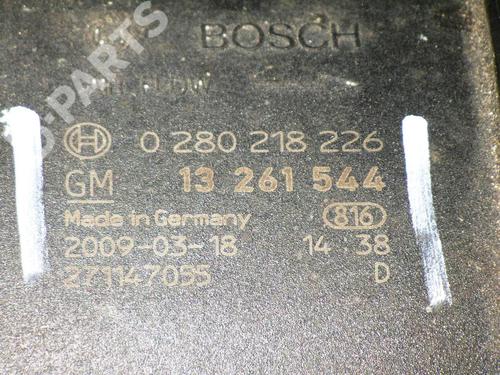 BOSCH
0 280 218 226
GM 13 261 544
Made in Germany 816
2009-03-18 14 38
271147055 D